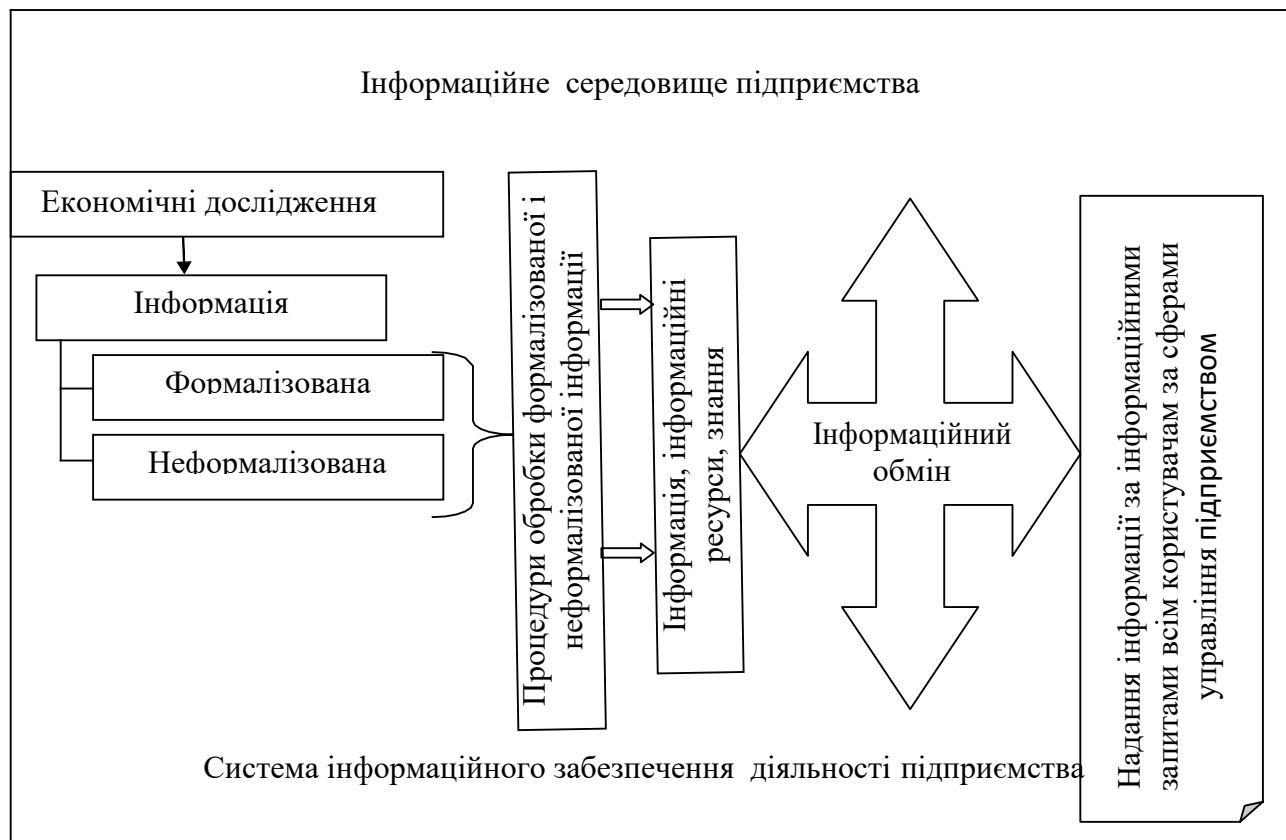 Інформаційне середовище підприємства
Економічні дослідження
Інформація
Формалізована
Неформалізована
Процедури обробки формалізованої і
неформалізованої інформації
Інформація, інформаційні
ресурси, знання
Інформаційний
обмін
Надання інформації за інформаційними
запитами всім користувачам за сферами
управління підприємством
Система інформаційного забезпечення діяльності підприємства